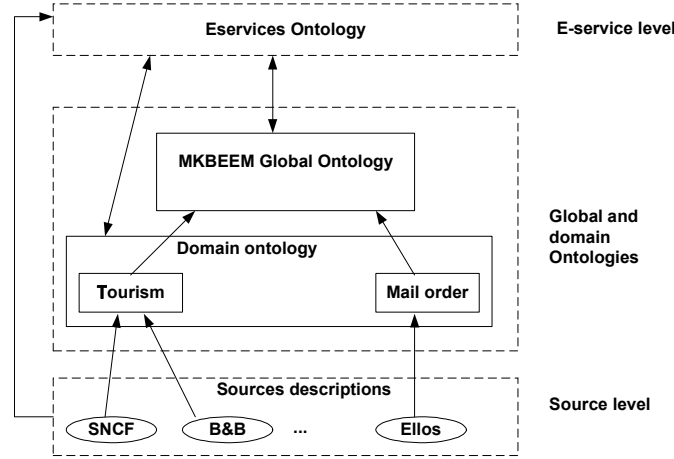 Eservices Ontology
E-service level
MKBEEM Global Ontology
Global and
domain
Ontologies
Domain ontology
Tourism
Mail order
Sources descriptions
Source level
SNCF
B&B
...
Ellos